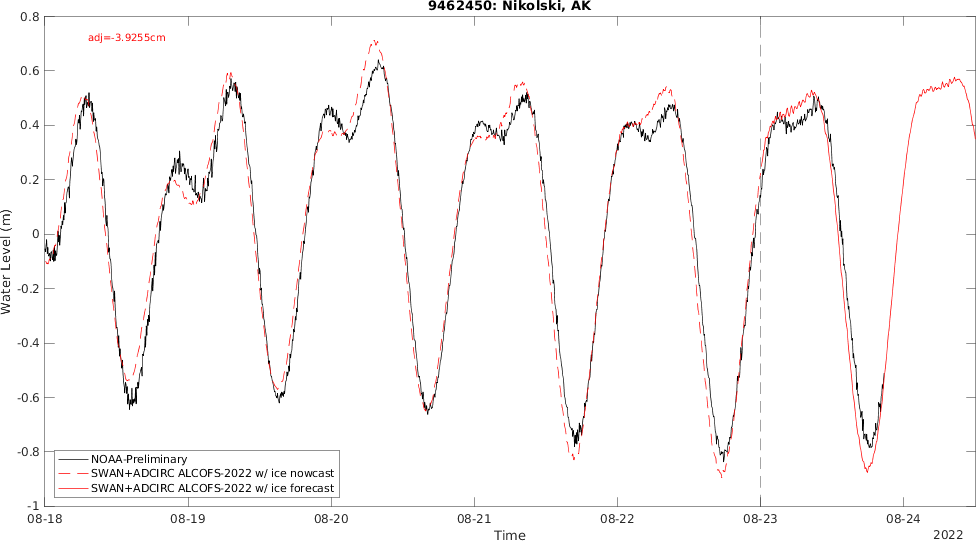 9462450: Nikolski, AK
adj=-3.9255cm
Water Level (m)
0.8
0.6
0.4
0.2
0
-0.2
-0.4
-0.6
-0.8
-1
NOAA-Preliminary
SWAN+ADCIRC ALCOFS-2022 w/ ice nowcast
SWAN+ADCIRC ALCOFS-2022 w/ ice forecast
08-18 08-19 08-20 08-21 08-22 08-23 08-24
Time
2022